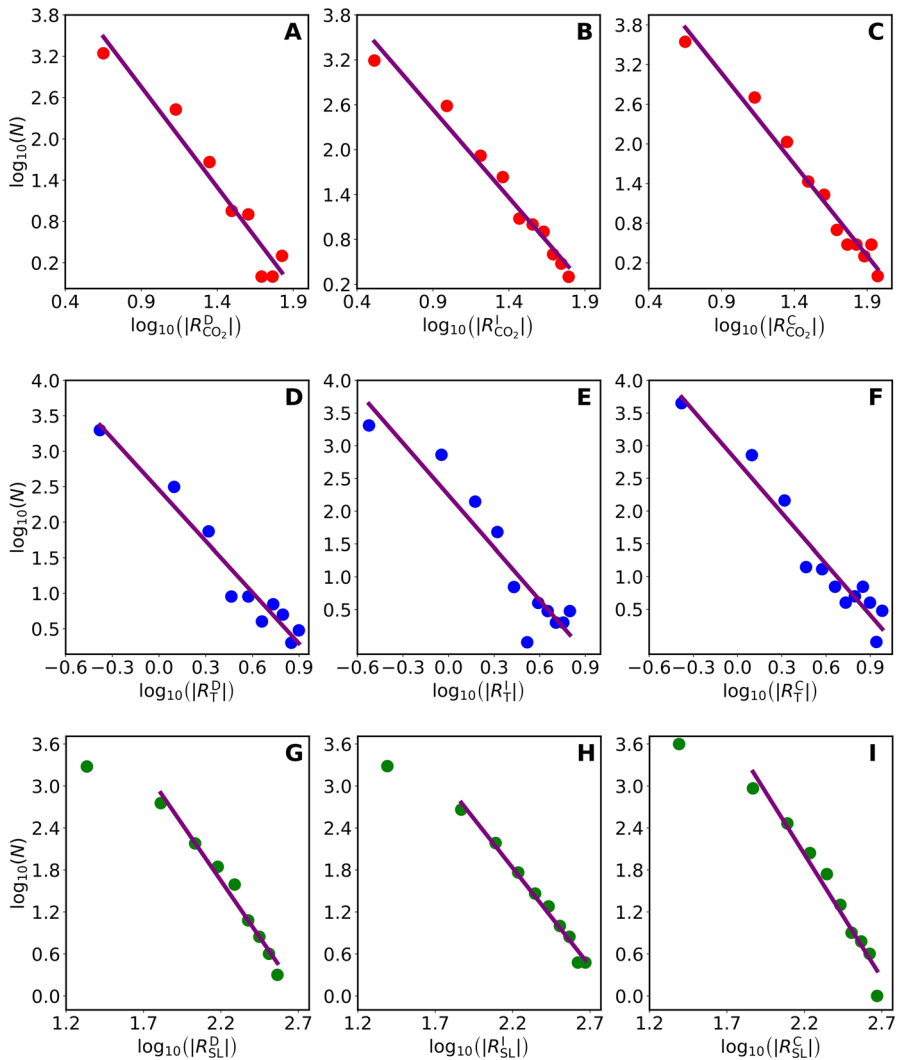 3.8 A 3.8 B 3.8 C
3.2 3.2 3.2
2.6 2.6 2.6
log₁₀(N) 2.0 2.0 2.0
1.4 1.4 1.4
0.8 0.8 0.8
0.2 0.2 0.2
0.4 0.9 1.4 1.9 0.4 0.9 1.4 1.9 0.4 0.9 1.4 1.9
log₁₀(|R^D_CO₂|) log₁₀(|R^I_CO₂|) log₁₀(|R^C_CO₂|)
4.0 D 4.0 E 4.0 F
3.5 3.5 3.5
3.0 3.0 3.0
2.5 2.5 2.5
log₁₀(N) 2.0 2.0 2.0
1.5 1.5 1.5
1.0 1.0 1.0
0.5 0.5 0.5
−0.6 −0.3 0.0 0.3 0.6 0.9 −0.6 −0.3 0.0 0.3 0.6 0.9 −0.6 −0.3 0.0 0.3 0.6 0.9
log₁₀(|R^D_T|) log₁₀(|R^I_T|) log₁₀(|R^C_T|)
3.6 G 3.6 H 3.6 I
3.0 3.0 3.0
2.4 2.4 2.4
log₁₀(N) 1.8 1.8 1.8
1.2 1.2 1.2
0.6 0.6 0.6
0.0 0.0 0.0
1.2 1.7 2.2 2.7 1.2 1.7 2.2 2.7 1.2 1.7 2.2 2.7
log₁₀(|R^D_SL|) log₁₀(|R^I_SL|) log₁₀(|R^C_SL|)